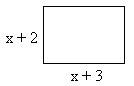 x + 2
x + 3